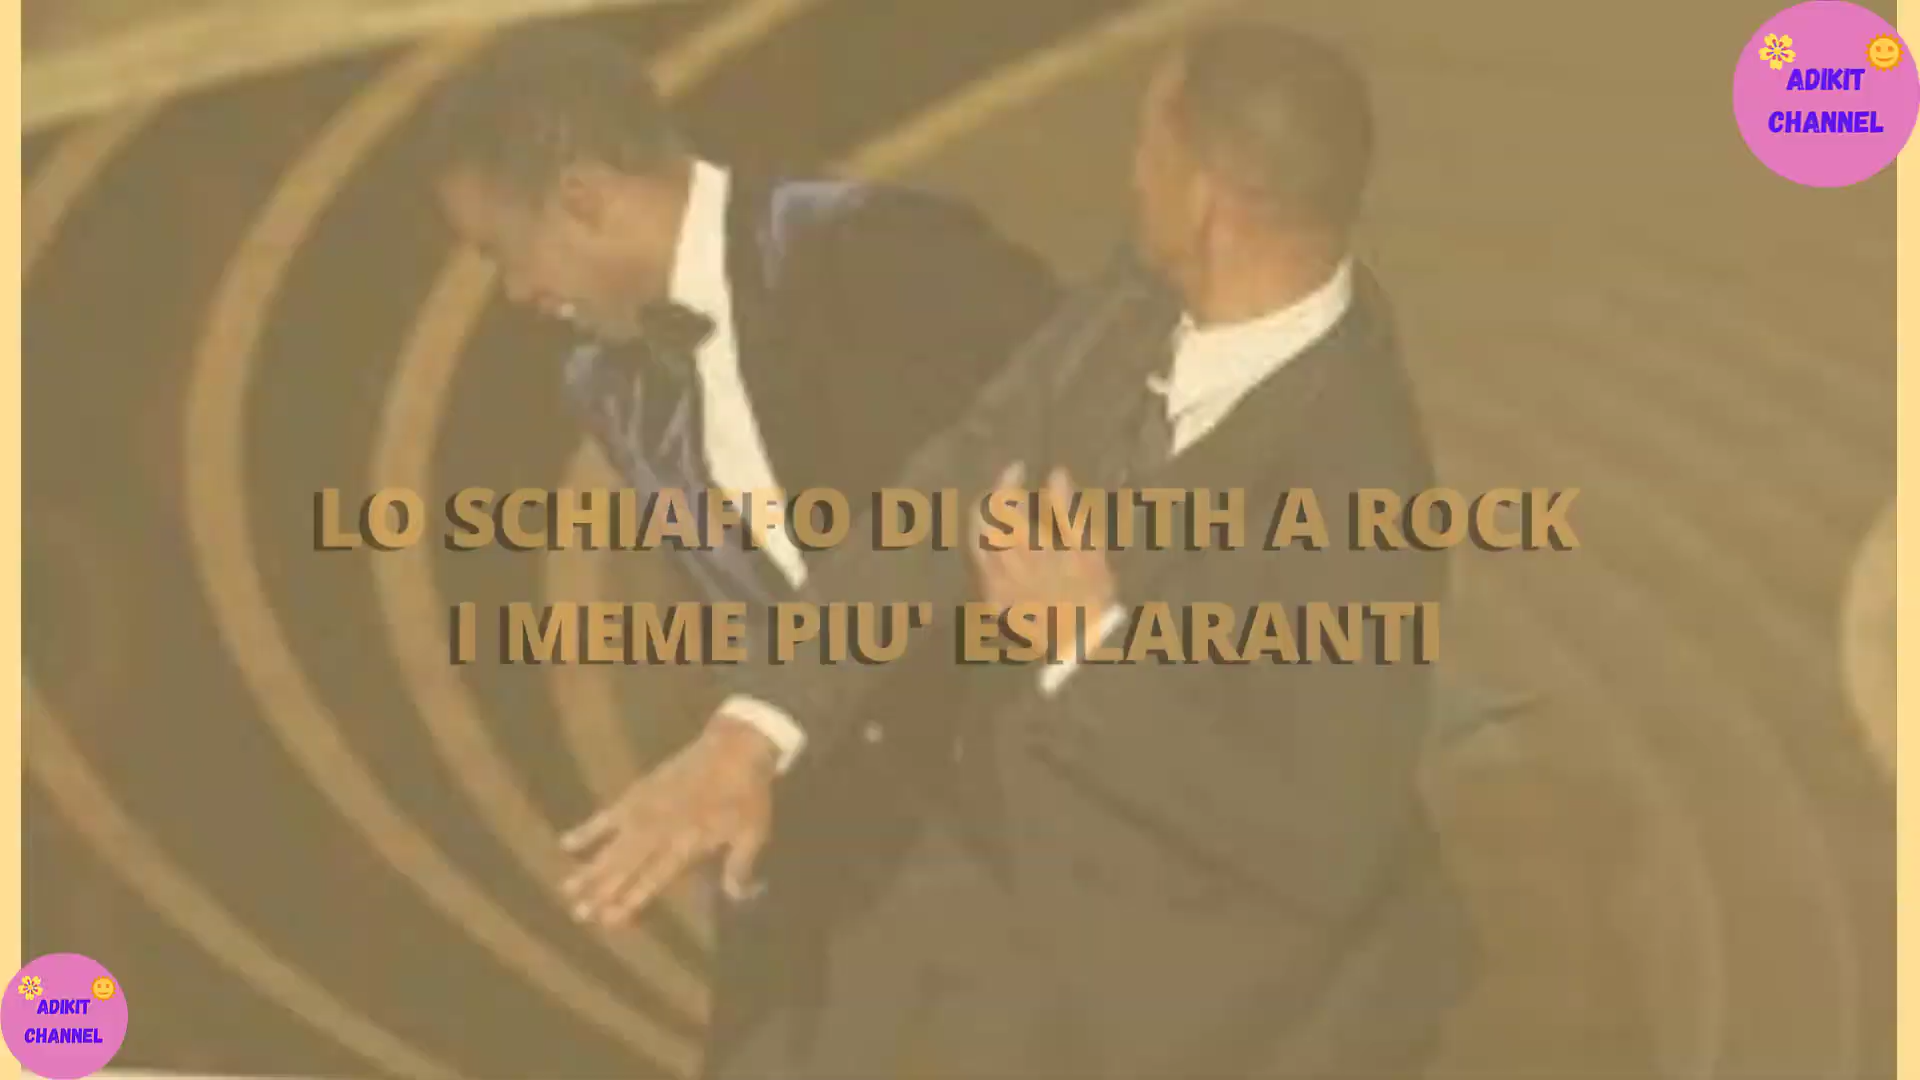 ADIKIT
CHANNEL
LO SCHIAFFO DI SMITH A ROCK
I MEME PIU' ESILARANTI
ADIKIT
CHANNEL